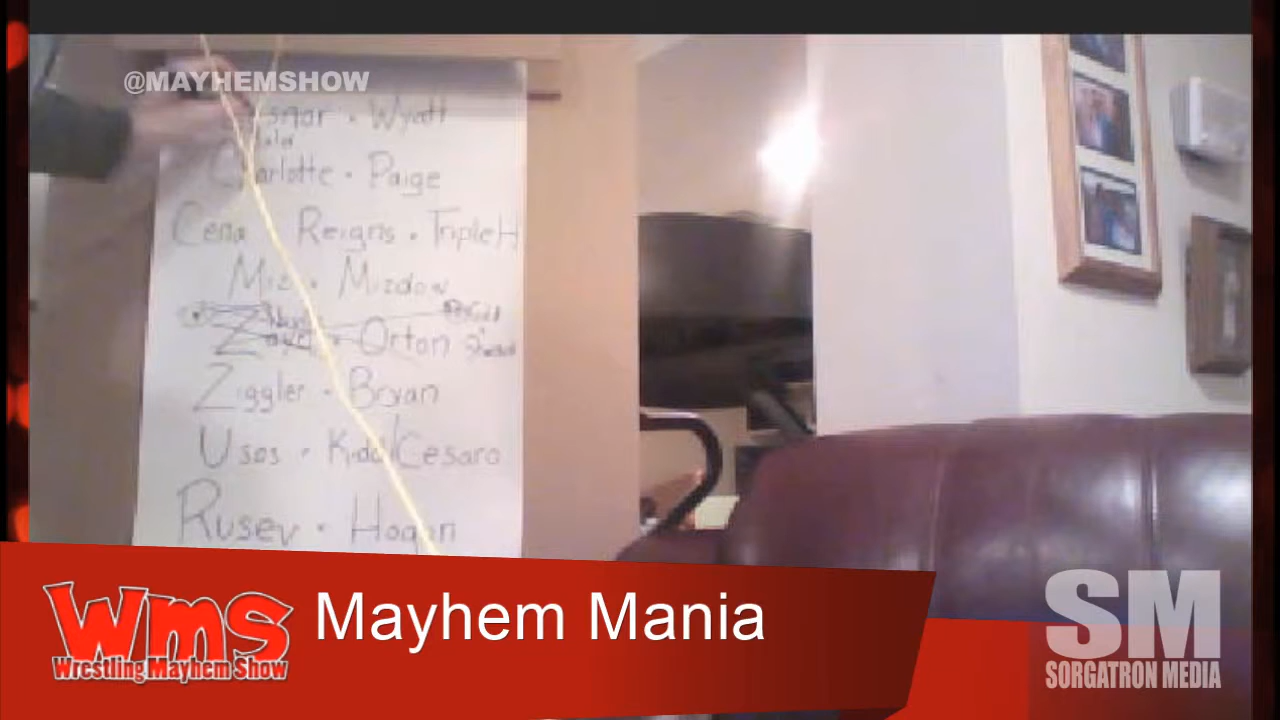 @MAYHEMSHOW
Wyatt
Charlotte - Paige
Cena Reigns . Triple H
Miz . Mizdow
Orton
Ziggler - Bryan
Usos - Kidd/Cesaro
Rusev . Hogan
wms
Wrestling Mayhem Show
Mayhem Mania
SM
SORGATRON MEDIA